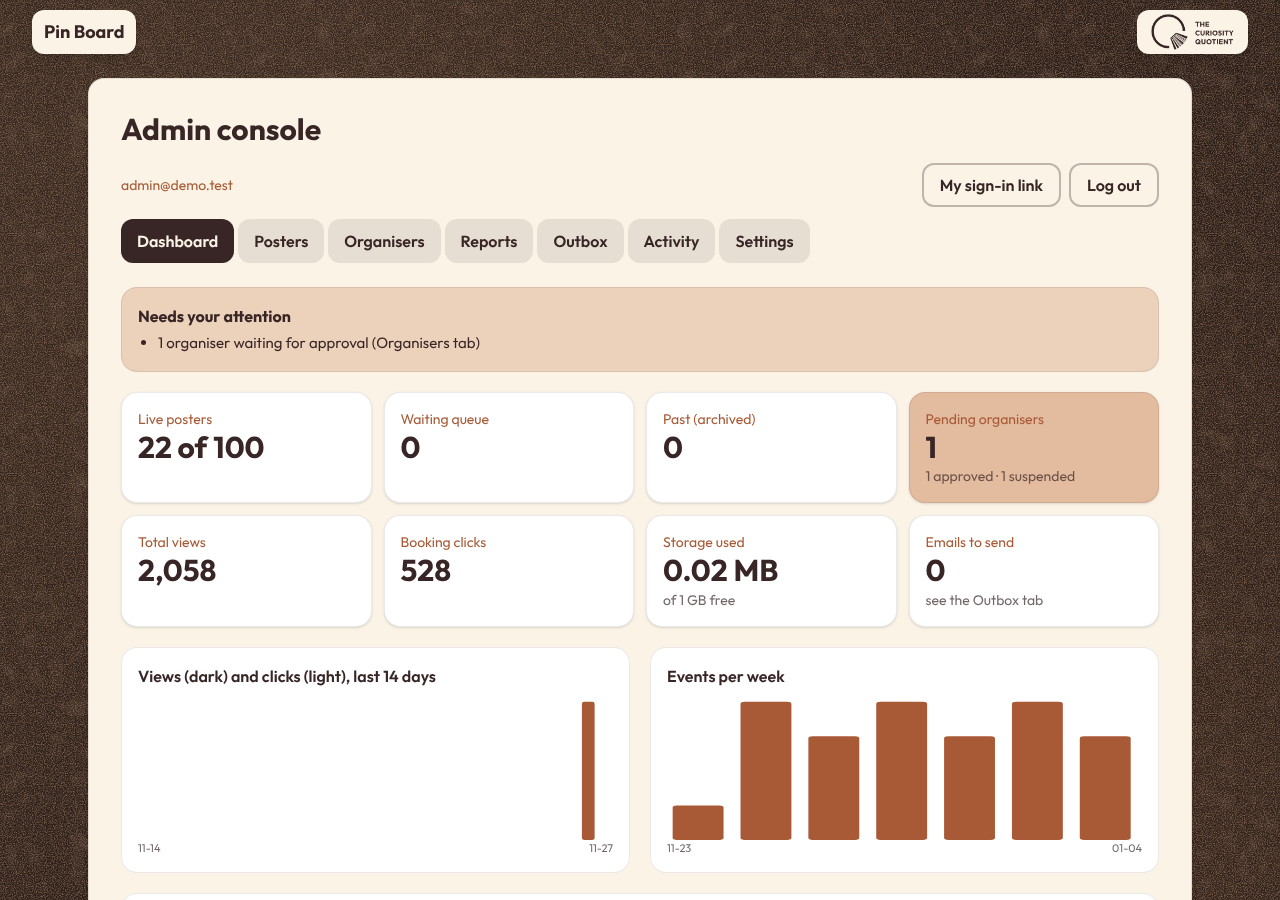 Pin Board
THE
CURIOSITY
QUOTIENT
Admin console
admin@demo.test
My sign-in link
Log out
Dashboard
Posters
Organisers
Reports
Outbox
Activity
Settings
Needs your attention
1 organiser waiting for approval (Organisers tab)
Live posters
22 of 100
Waiting queue
0
Past (archived)
0
Pending organisers
1
1 approved · 1 suspended
Total views
2,058
Booking clicks
528
Storage used
0.02 MB
of 1 GB free
Emails to send
0
see the Outbox tab
Views (dark) and clicks (light), last 14 days
11-14
11-27
Events per week
11-23
01-04